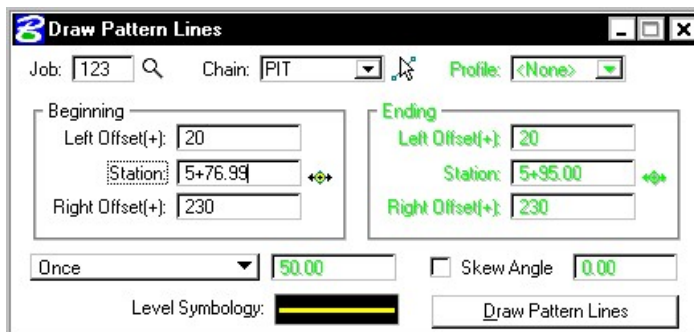 Draw Pattern Lines
Job: 123 Chain: PIT Profile: <None>
Beginning Ending
Left Offset(+): 20 Left Offset(+): 20
Station: 5+76.99 Station: 5+95.00
Right Offset(+): 230 Right Offset(+): 230
Once 50.00 Skew Angle 0.00
Level Symbology: Draw Pattern Lines